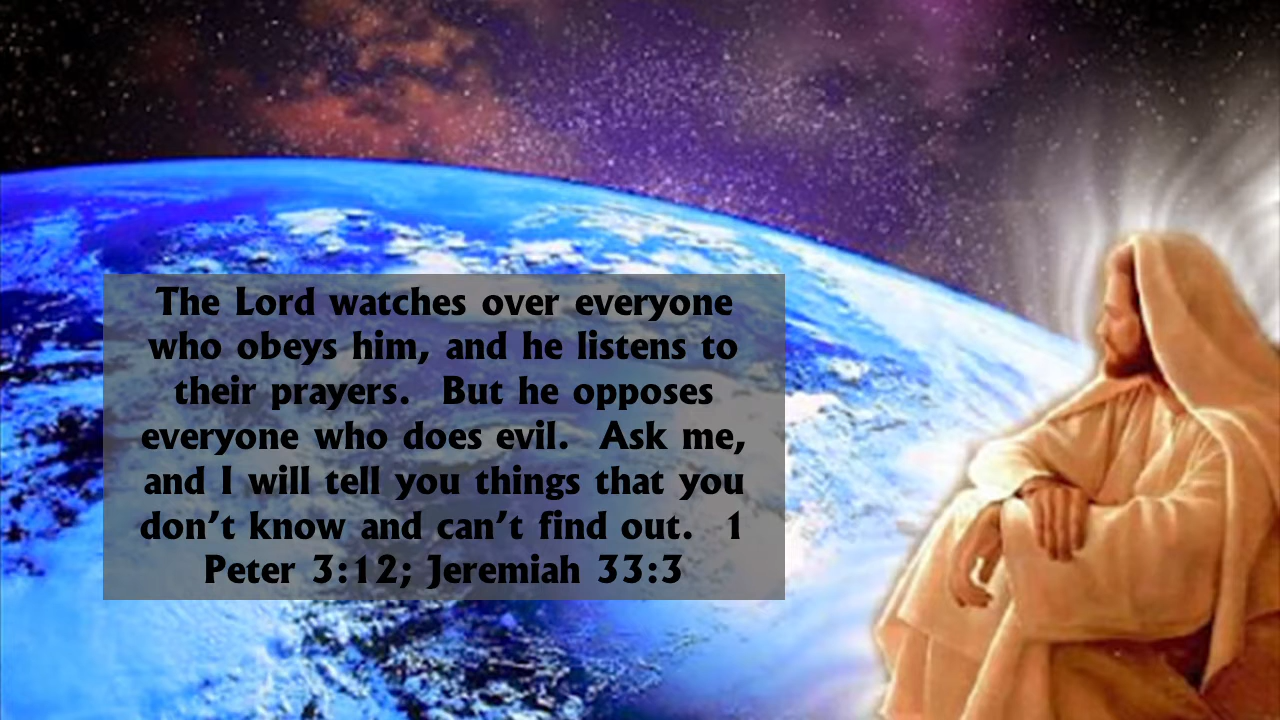 The Lord watches over everyone
who obeys him, and he listens to
their prayers.  But he opposes
everyone who does evil.  Ask me,
and I will tell you things that you
don’t know and can’t find out.  1
Peter 3:12; Jeremiah 33:3